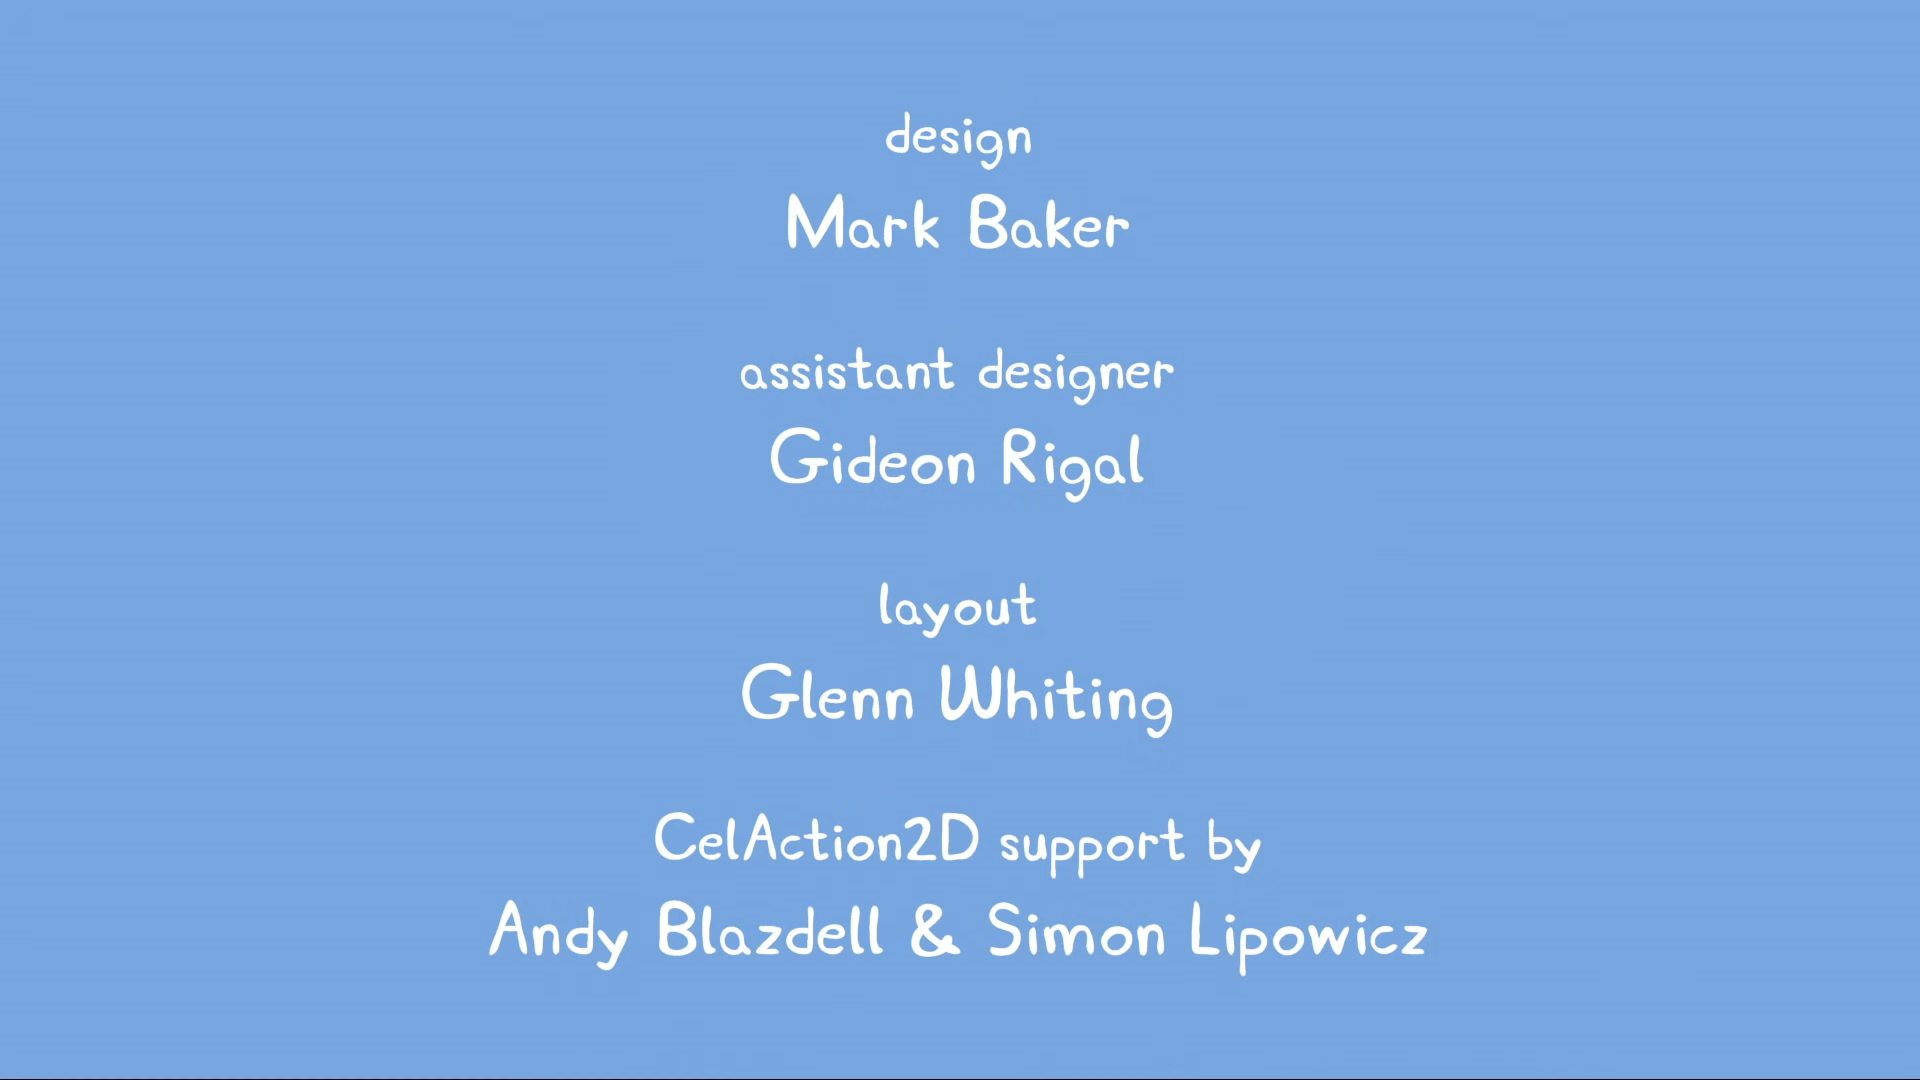 design
Mark Baker
assistant designer
Gideon Rigal
layout
Glenn Whiting
CelAction2D support by
Andy Blazdell & Simon Lipowicz